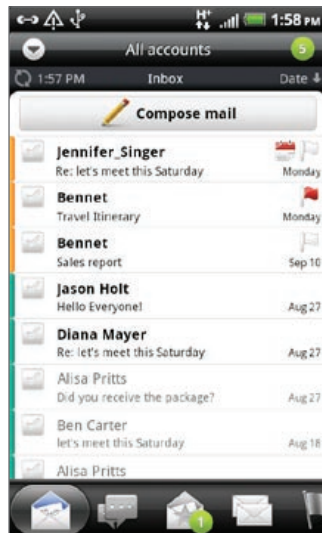 H+ 1:58 PM
All accounts 5
1:57 PM Inbox Date
Compose mail
Jennifer_Singer
Re: let's meet this Saturday Monday
Bennet
Travel Itinerary Monday
Bennet
Sales report Sep 10
Jason Holt
Hello Everyone! Aug 27
Diana Mayer
Re: let's meet this Saturday Aug 27
Alisa Pritts
Did you receive the package? Aug 27
Ben Carter
let's meet this Saturday Aug 18
Alisa Pritts
1